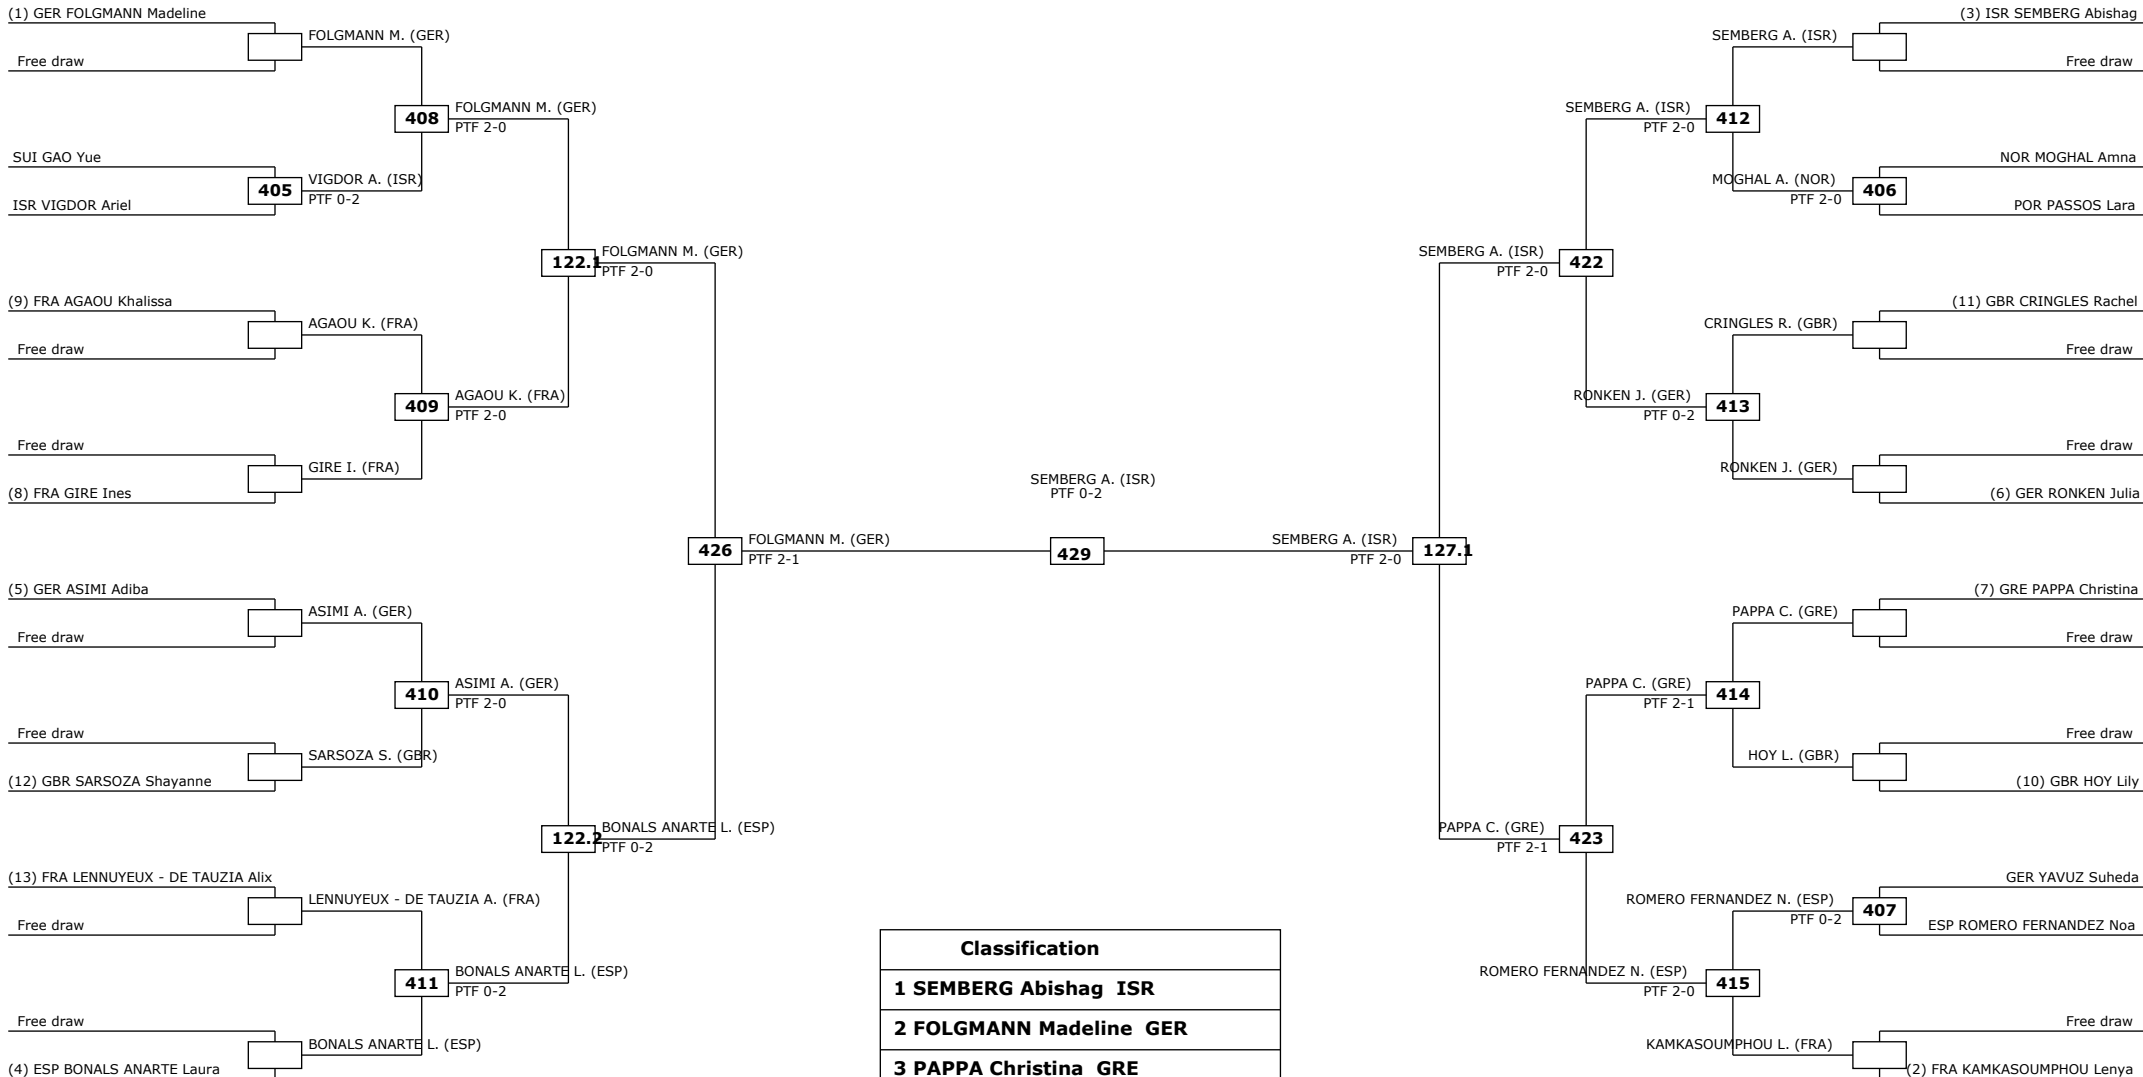 (1) GER FOLGMANN Madeline
FOLGMANN M. (GER)
Free draw
408
FOLGMANN M. (GER)
PTF 2-0
SUI GAO Yue
405
VIGDOR A. (ISR)
PTF 0-2
ISR VIGDOR Ariel
122.1
FOLGMANN M. (GER)
PTF 2-0
(9) FRA AGAOU Khalissa
AGAOU K. (FRA)
Free draw
409
AGAOU K. (FRA)
PTF 2-0
Free draw
GIRE I. (FRA)
(8) FRA GIRE Ines
426
FOLGMANN M. (GER)
PTF 2-1
(5) GER ASIMI Adiba
ASIMI A. (GER)
Free draw
410
ASIMI A. (GER)
PTF 2-0
Free draw
SARSOZA S. (GBR)
(12) GBR SARSOZA Shayanne
122.2
BONALS ANARTE L. (ESP)
PTF 0-2
(13) FRA LENNUYEUX - DE TAUZIA Alix
LENNUYEUX - DE TAUZIA A. (FRA)
Free draw
411
BONALS ANARTE L. (ESP)
PTF 0-2
Free draw
BONALS ANARTE L. (ESP)
(4) ESP BONALS ANARTE Laura
SEMBERG A. (ISR)
PTF 0-2
429
Classification
1 SEMBERG Abishag ISR
2 FOLGMANN Madeline GER
3 PAPPA Christina GRE
(3) ISR SEMBERG Abishag
SEMBERG A. (ISR)
Free draw
SEMBERG A. (ISR)
PTF 2-0
412
NOR MOGHAL Amna
MOGHAL A. (NOR)
PTF 2-0
406
POR PASSOS Lara
SEMBERG A. (ISR)
PTF 2-0
422
(11) GBR CRINGLES Rachel
CRINGLES R. (GBR)
Free draw
RONKEN J. (GER)
PTF 0-2
413
Free draw
RONKEN J. (GER)
(6) GER RONKEN Julia
SEMBERG A. (ISR)
PTF 2-0
127.1
(7) GRE PAPPA Christina
PAPPA C. (GRE)
Free draw
PAPPA C. (GRE)
PTF 2-1
414
Free draw
HOY L. (GBR)
(10) GBR HOY Lily
PAPPA C. (GRE)
PTF 2-1
423
GER YAVUZ Suheda
ROMERO FERNANDEZ N. (ESP)
PTF 0-2
407
ESP ROMERO FERNANDEZ Noa
ROMERO FERNANDEZ N. (ESP)
PTF 2-0
415
Free draw
KAMKASOUMPHOU L. (FRA)
(2) FRA KAMKASOUMPHOU Lenya